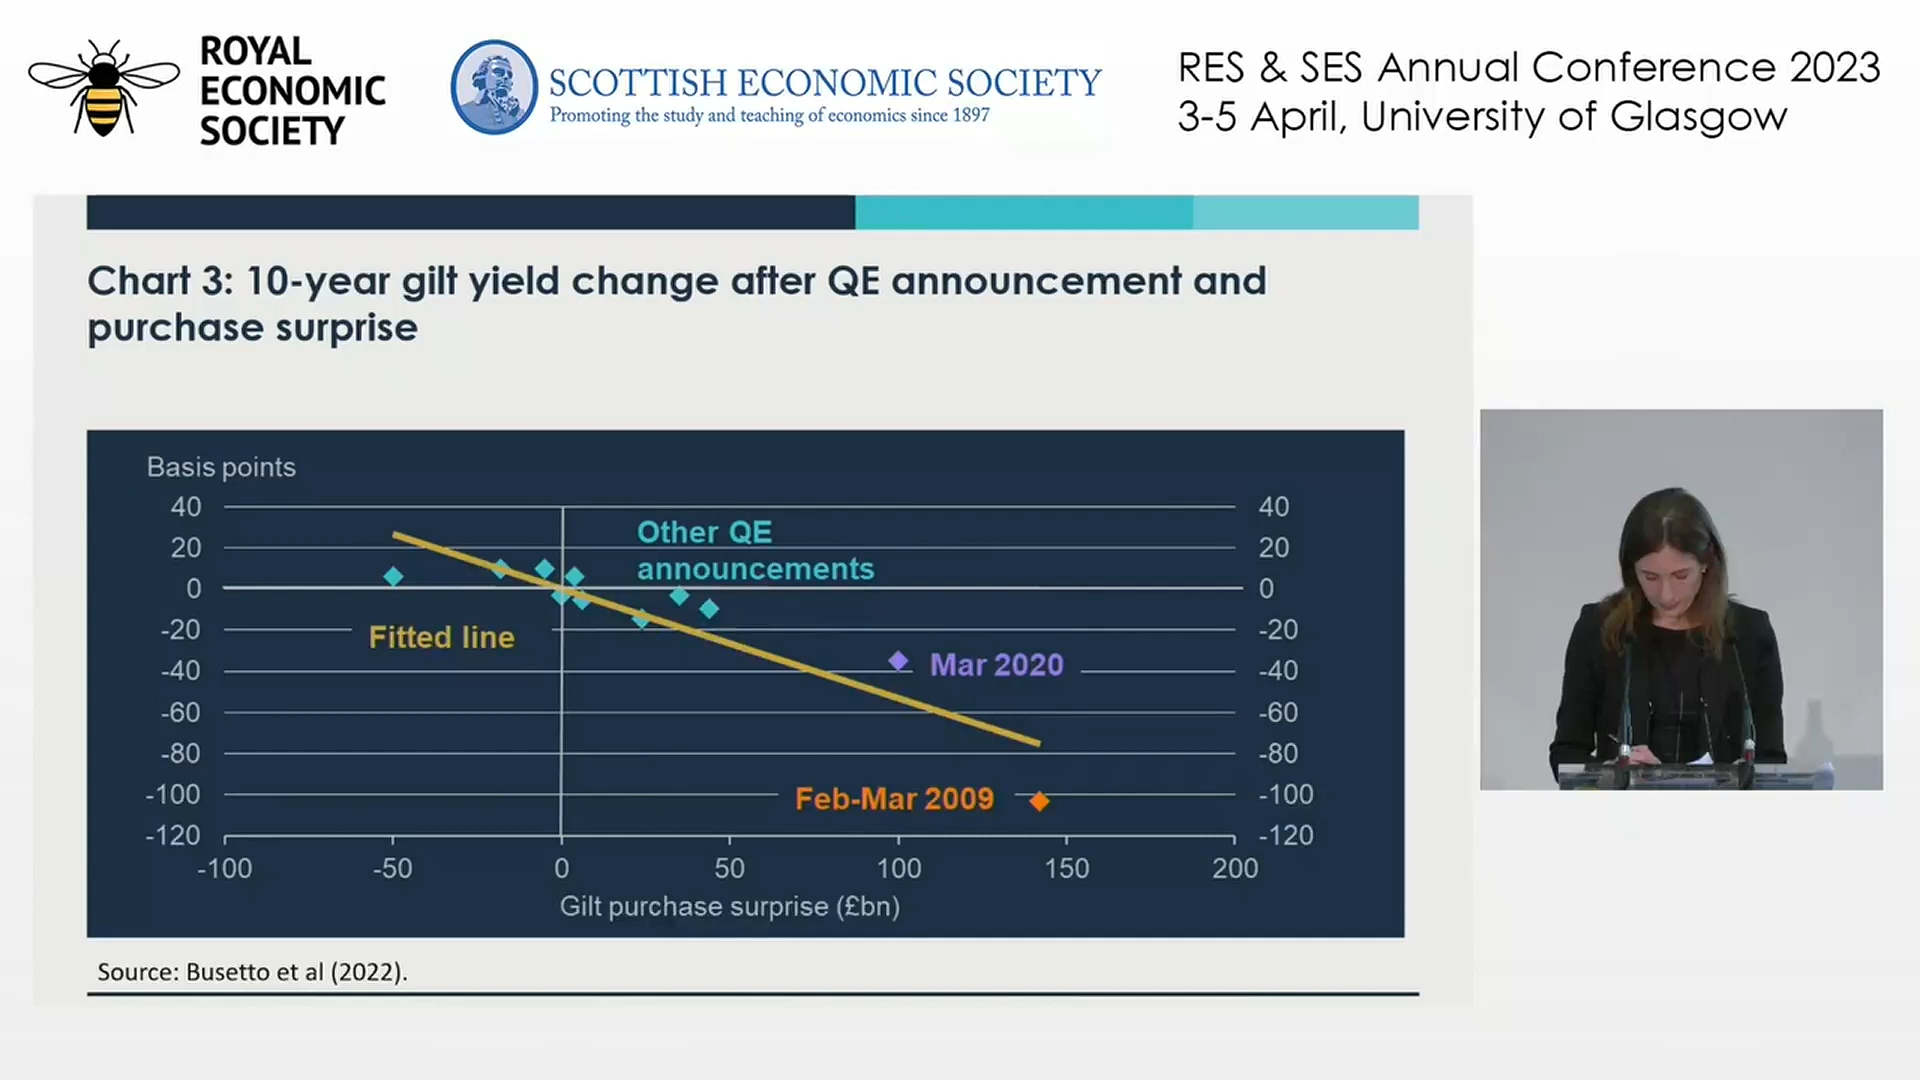 ROYAL
ECONOMIC
SOCIETY
SCOTTISH ECONOMIC SOCIETY
Promoting the study and teaching of economics since 1897
RES & SES Annual Conference 2023
3-5 April, University of Glasgow
Chart 3: 10-year gilt yield change after QE announcement and
purchase surprise
Basis points
40 40
20 20
0 0
-20 -20
-40 -40
-60 -60
-80 -80
-100 -100
-120 -120
Other QE
announcements
Fitted line
Mar 2020
Feb-Mar 2009
-100 -50 0 50 100 150 200
Gilt purchase surprise (£bn)
Source: Busetto et al (2022).